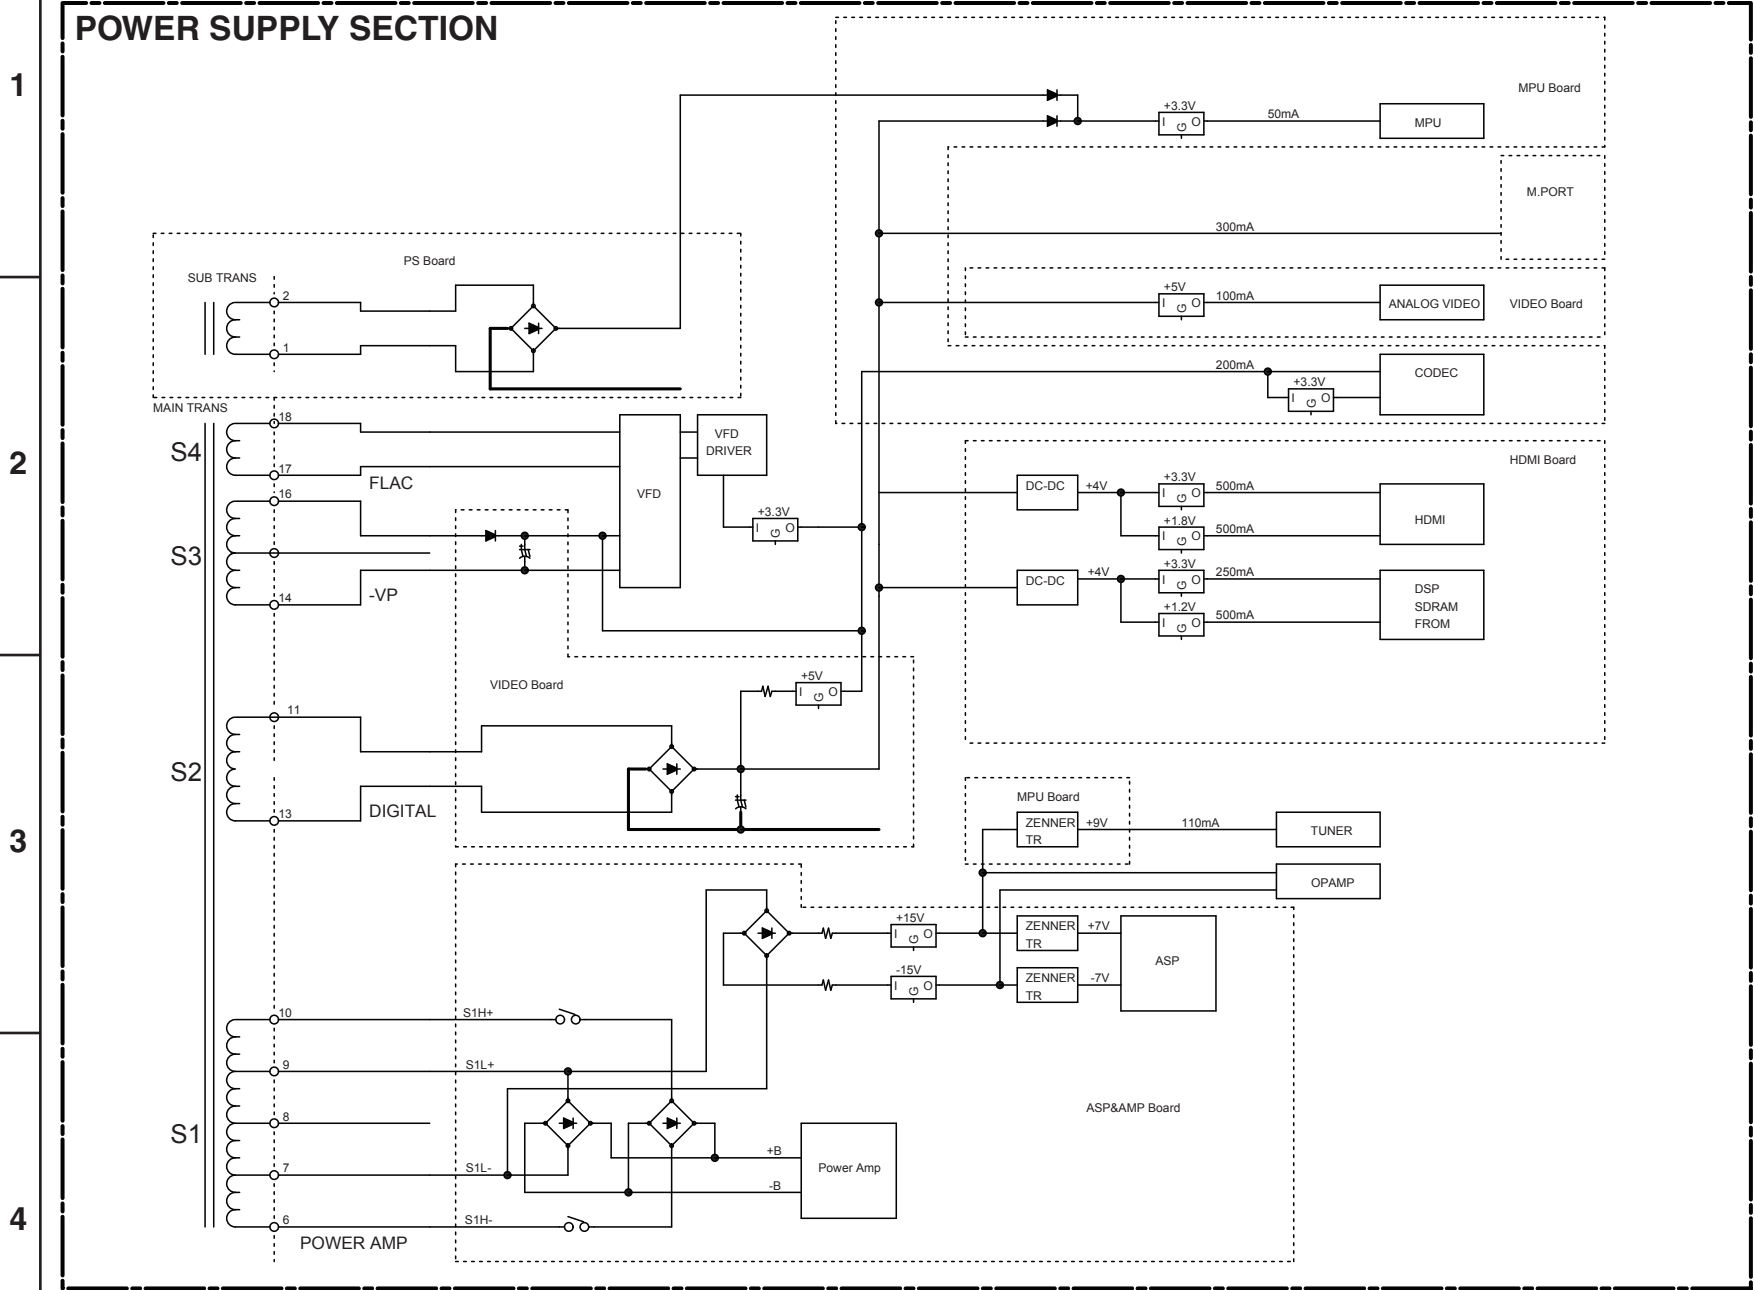 POWER SUPPLY SECTION
1
MPU Board
+3.3V
I G O
50mA
MPU
M.PORT
300mA
PS Board
SUB TRANS
2
1
+5V
I G O
100mA
ANALOG VIDEO
VIDEO Board
200mA
+3.3V
I G O
CODEC
MAIN TRANS
18
S4
17
FLAC
16
S3
14
-VP
VFD
VFD
DRIVER
+3.3V
I G O
2
HDMI Board
DC-DC
+4V
+3.3V
I G O
500mA
+1.8V
I G O
500mA
HDMI
DC-DC
+4V
+3.3V
I G O
250mA
+1.2V
I G O
500mA
DSP
SDRAM
FROM
VIDEO Board
+5V
I G O
11
S2
13
DIGITAL
3
MPU Board
ZENNER
TR
+9V
110mA
TUNER
OPAMP
+15V
I G O
ZENNER
TR
+7V
-15V
I G O
ZENNER
TR
-7V
ASP
10
S1H+
9
S1L+
8
S1
7
S1L-
6
S1H-
POWER AMP
+B
-B
Power Amp
ASP&AMP Board
4